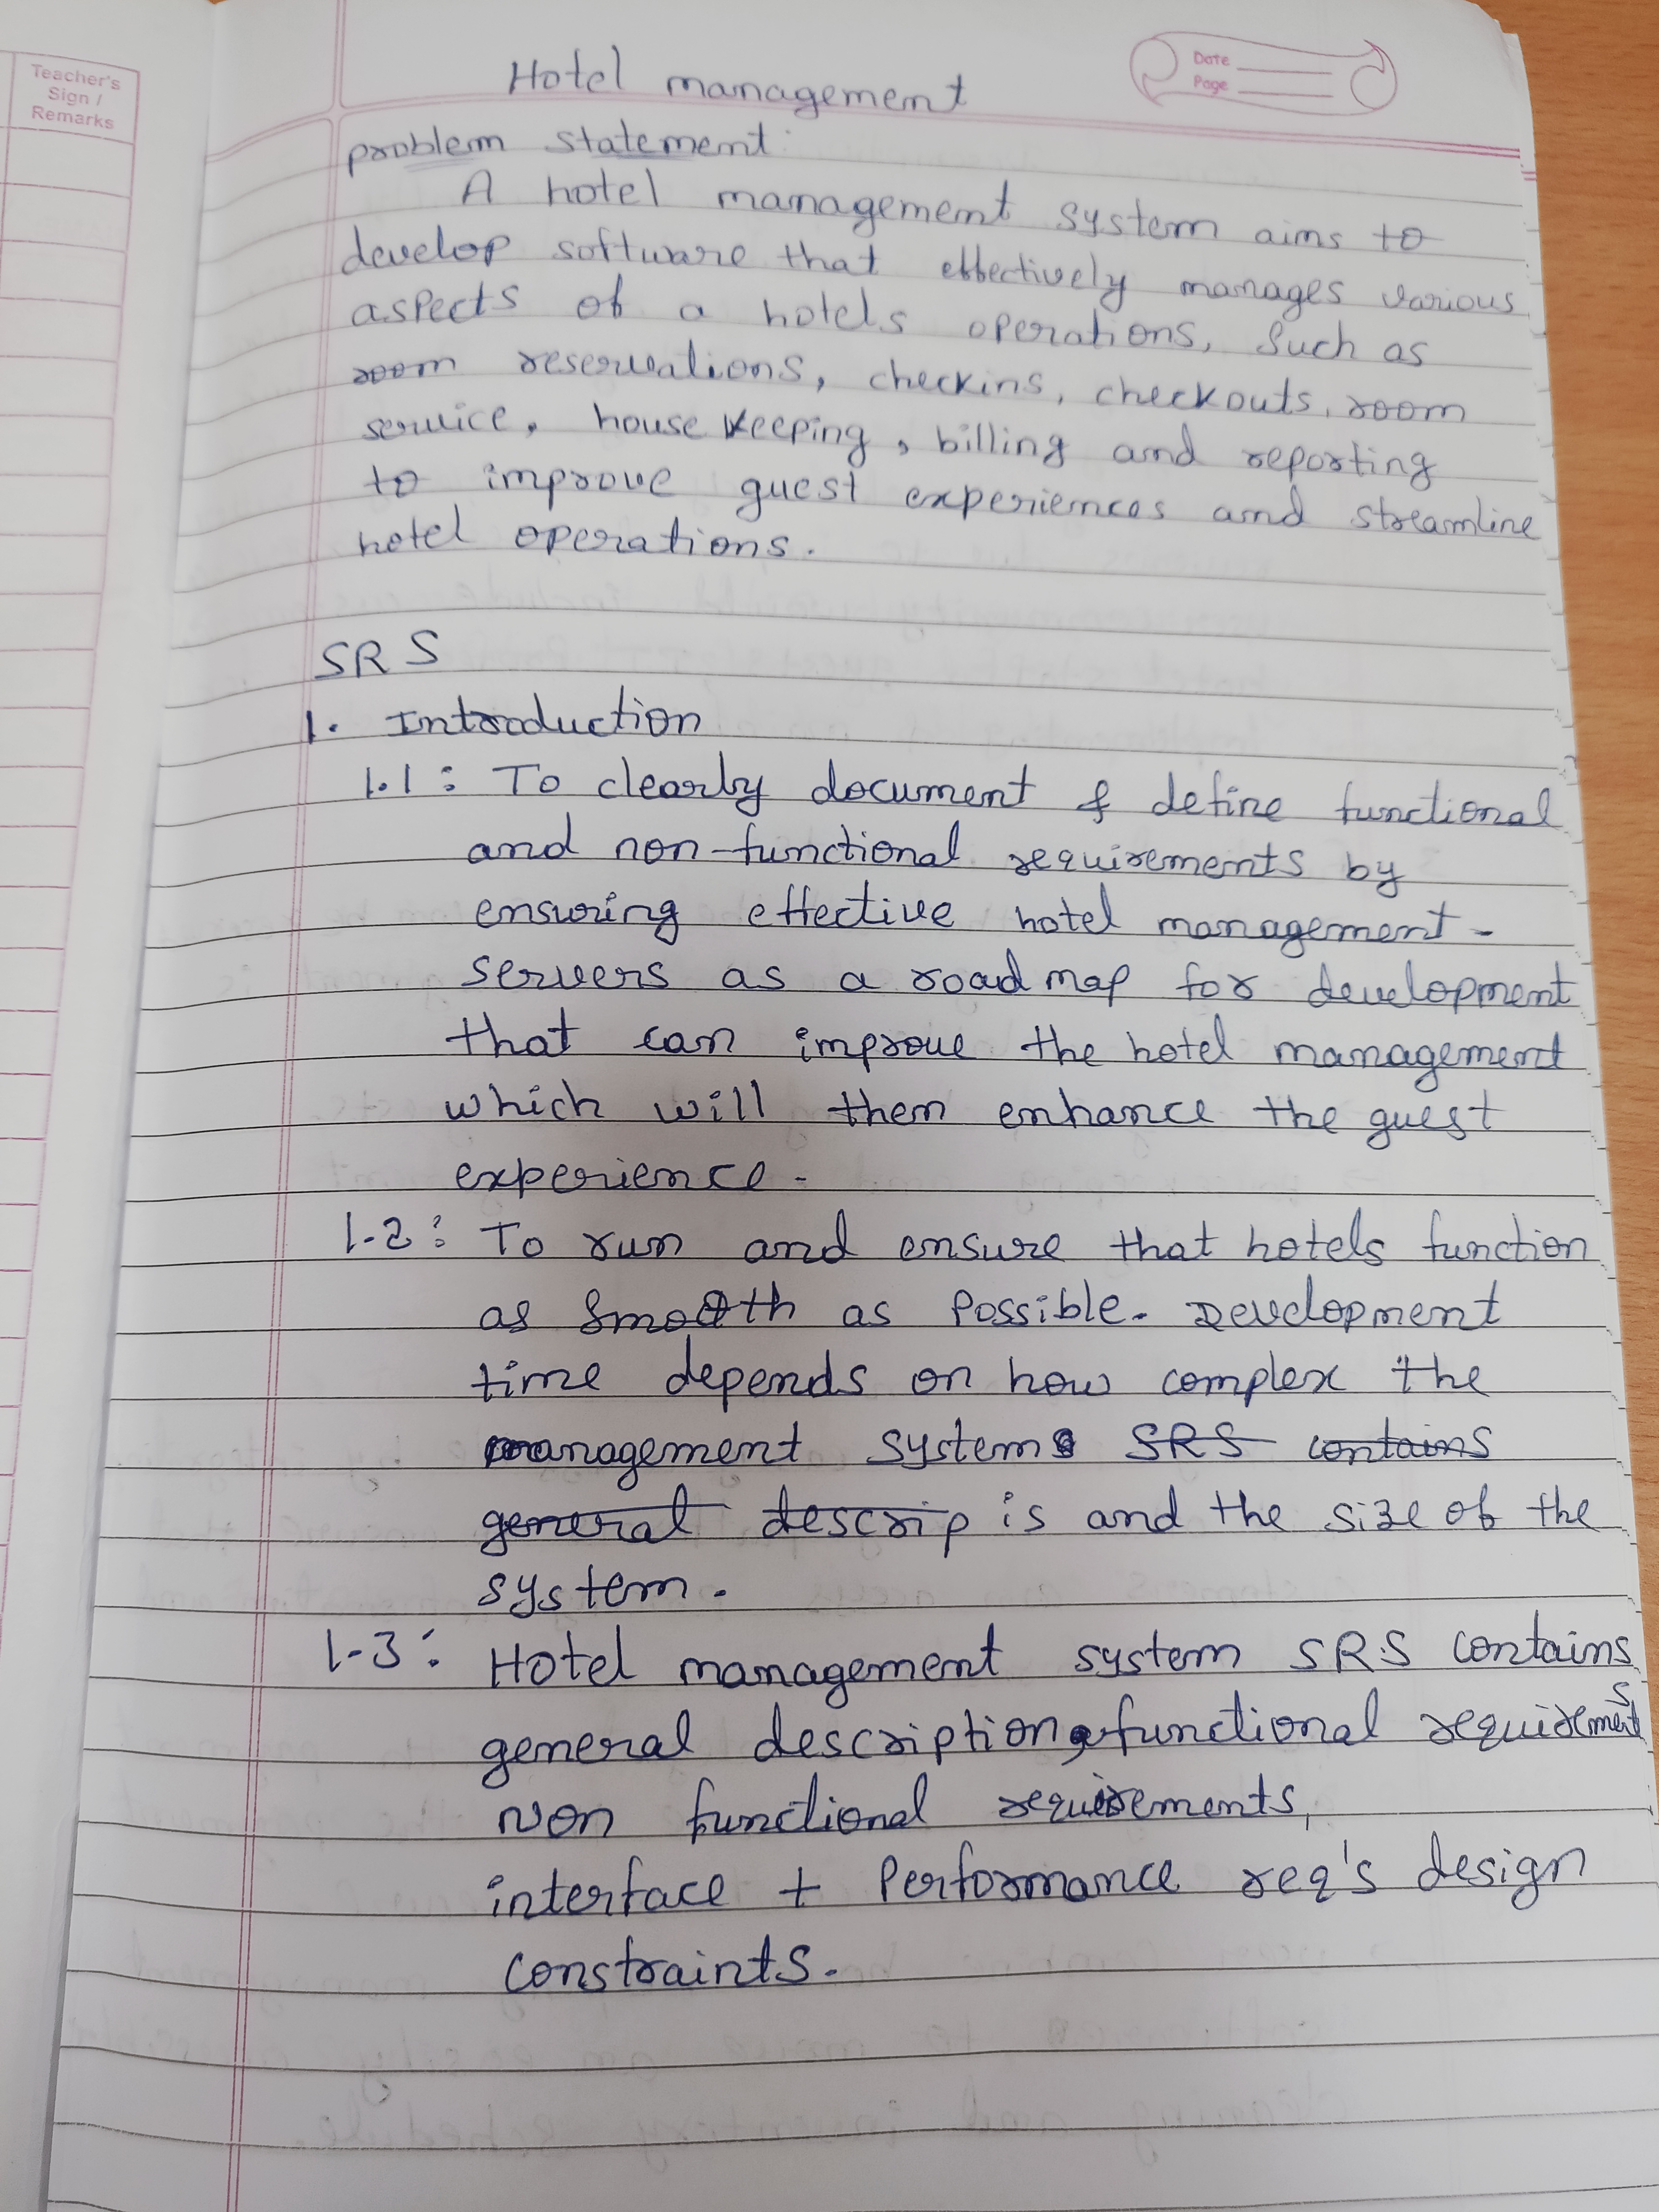 Teacher's
Sign /
Remarks
Date
Page
Hotel management
problem statement:
A hotel management system aims to
develop software that effectively manages various
aspects of a hotels operations, such as
room reservations, checkins, checkouts, room
service, house keeping, billing and reporting
to improve guest experiences and streamline
hotel operations.
SRS
1. Introduction
1.1: To clearly document & define functional
and non-functional requirements by
ensuring effective hotel management -
servers as a road map for development
that can improve the hotel management
which will then enhance the guest
experience.
1.2: To run and ensure that hotels function
as smooth as possible. Development
time depends on how complex the
management system SRS contains
general descrip is and the size of the
system.
1.3: Hotel management system SRS contains
general description, functional requirements
Non functional requirements,
interface + Performance req's design
constraints.